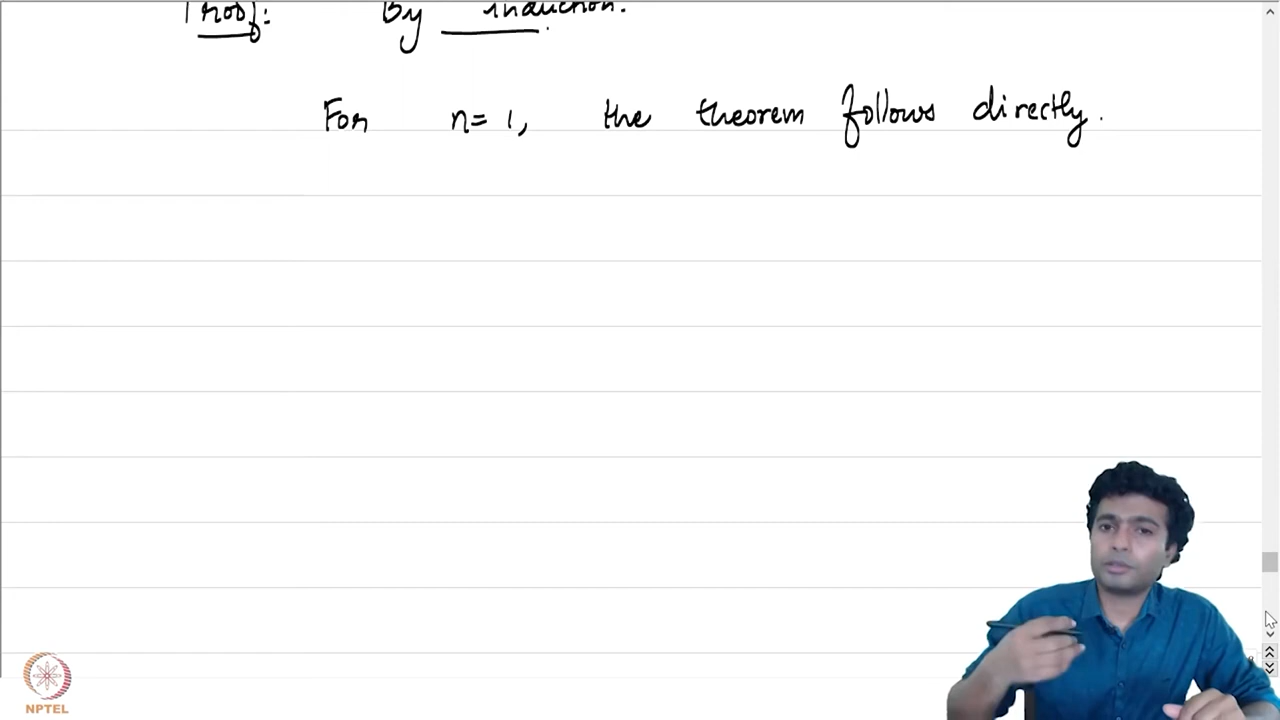 Proof: By induction.
For n = 1, the theorem follows directly.
NPTEL